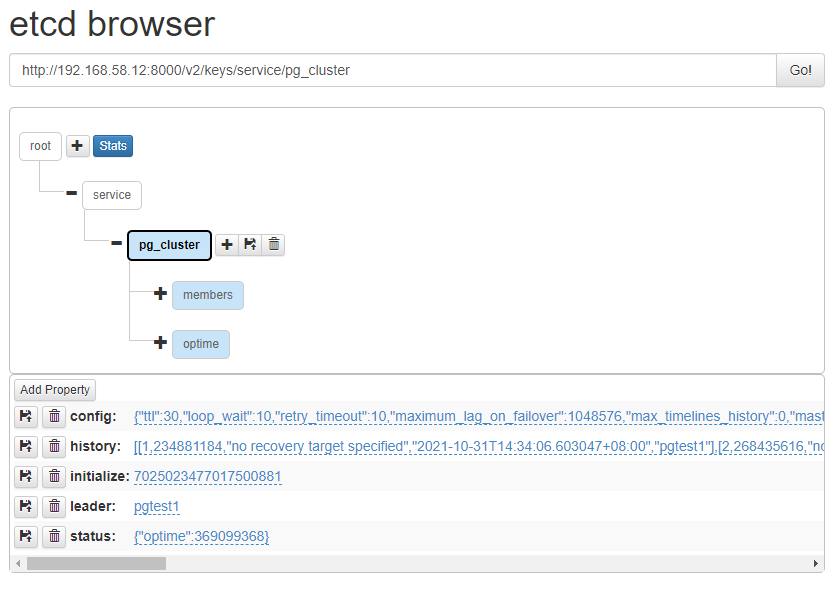 etcd browser
http://192.168.58.12:8000/v2/keys/service/pg_cluster Go!
root Stats
service
pg_cluster
members
optime
Add Property
config: {"ttl":30,"loop_wait":10,"retry_timeout":10,"maximum_lag_on_failover":1048576,"max_timelines_history":0,"mast
history: [[1,234881184,"no recovery target specified","2021-10-31T14:34:06.603047+08:00","pgtest1"],[2,268435616,"no
initialize: 7025023477017500881
leader: pgtest1
status: {"optime":369099368}